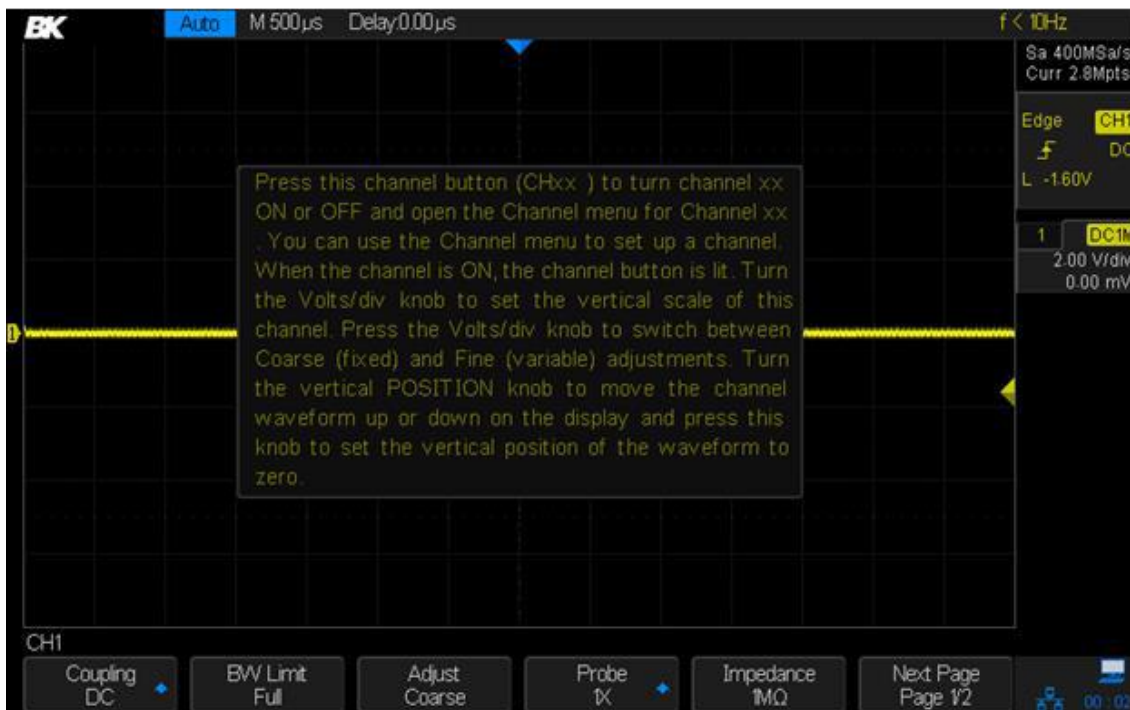 BK Auto M 500µs Delay:0.00µs f < 10Hz
Sa 400MSa/s
Curr 2.8Mpts
Edge CH1
DC
L -1.60V
1 DC1M
2.00 V/div
0.00 mV
Press this channel button (CHxx ) to turn channel xx
ON or OFF and open the Channel menu for Channel xx
. You can use the Channel menu to set up a channel.
When the channel is ON, the channel button is lit. Turn
the Volts/div knob to set the vertical scale of this
channel. Press the Volts/div knob to switch between
Coarse (fixed) and Fine (variable) adjustments. Turn
the vertical POSITION knob to move the channel
waveform up or down on the display and press this
knob to set the vertical position of the waveform to
zero.
1
CH1
Coupling
DC
BW Limit
Full
Adjust
Coarse
Probe
1X
Impedance
1MΩ
Next Page
Page 1/2
00:02